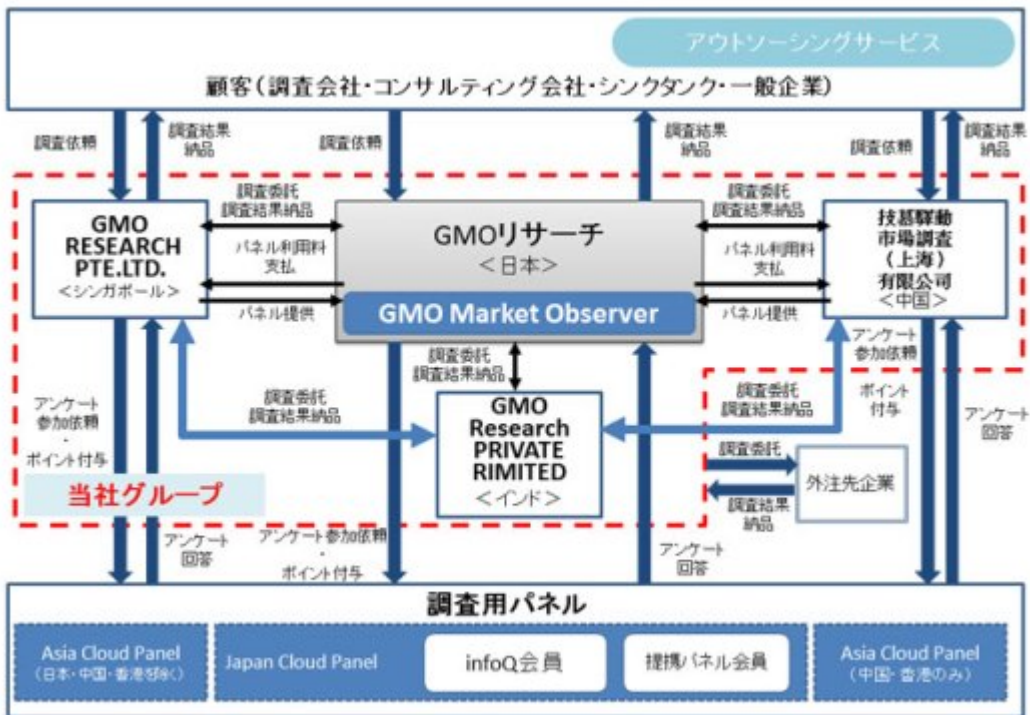 アウトソーシングサービス
顧客(調査会社・コンサルティング会社・シンクタンク・一般企業)
調査依頼
調査結果
納品
調査依頼
調査結果
納品
調査依頼
調査結果
納品
GMO
RESEARCH
PTE.LTD.
<シンガポール>
調査委託
調査結果納品
パネル利用料
支払
パネル提供
GMOリサーチ
<日本>
GMO Market Observer
調査委託
調査結果納品
パネル利用料
支払
パネル提供
技慕驛動
市場調査
(上海)
有限公司
<中国>
調査委託
調査結果納品
アンケート
参加依頼
・
ポイント付与
調査委託
調査結果納品
GMO
Research
PRIVATE
RIMITED
<インド>
調査委託
調査結果納品
アンケート
参加依頼
・
ポイント
付与
アンケート
回答
調査委託
調査結果
納品
外注先企業
当社グループ
アンケート
回答
アンケート参加依頼
・
ポイント付与
アンケート
回答
調査用パネル
Asia Cloud Panel
(日本・中国・香港を除く)
Japan Cloud Panel
infoQ会員
提携パネル会員
Asia Cloud Panel
(中国・香港のみ)